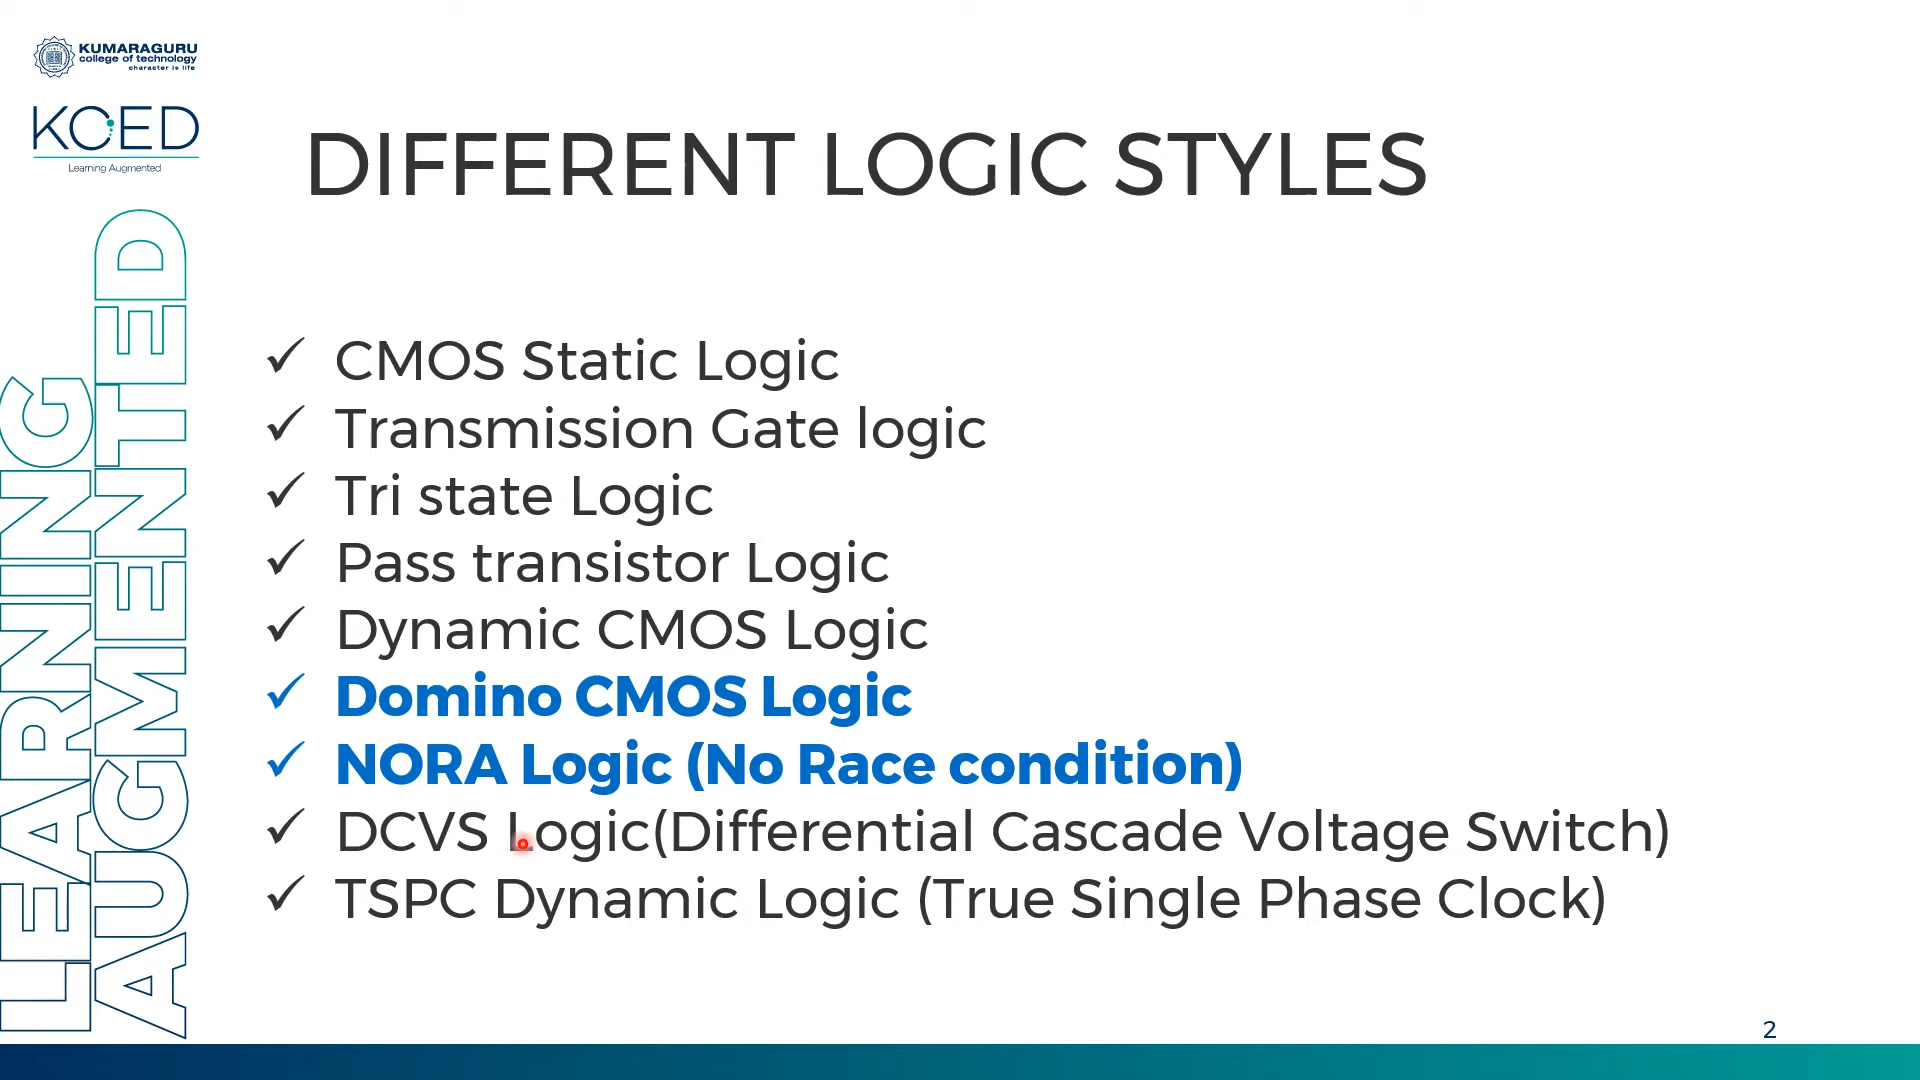 KUMARAGURU
college of technology
character is life
KCED
Learning Augmented
LEARNING
AUGMENTED
DIFFERENT LOGIC STYLES
✓ CMOS Static Logic
✓ Transmission Gate logic
✓ Tri state Logic
✓ Pass transistor Logic
✓ Dynamic CMOS Logic
✓ Domino CMOS Logic
✓ NORA Logic (No Race condition)
✓ DCVS Logic(Differential Cascade Voltage Switch)
✓ TSPC Dynamic Logic (True Single Phase Clock)
2